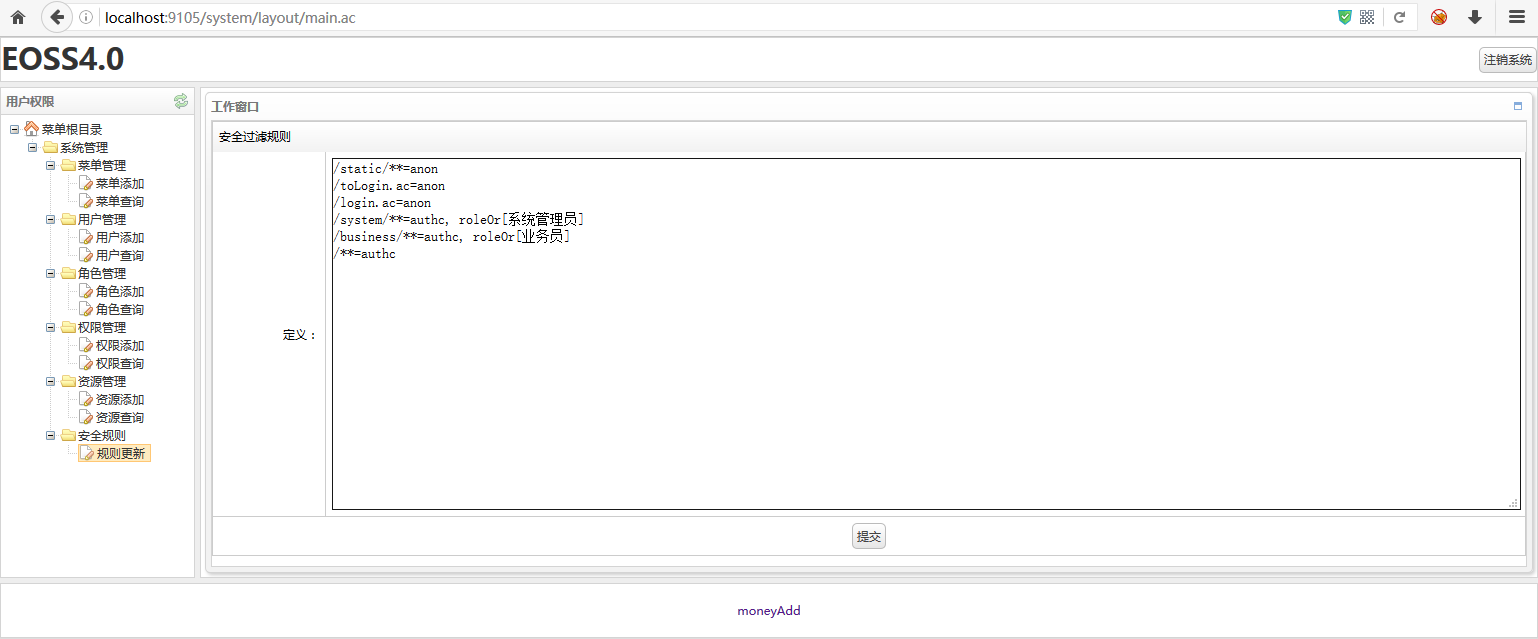 localhost:9105/system/layout/main.ac
EOSS4.0
注销系统
用户权限
菜单根目录
系统管理
菜单管理
菜单添加
菜单查询
用户管理
用户添加
用户查询
角色管理
角色添加
角色查询
权限管理
权限添加
权限查询
资源管理
资源添加
资源查询
安全规则
规则更新
工作窗口
安全过滤规则
定义：
/static/**=anon
/toLogin.ac=anon
/login.ac=anon
/system/**=authc, roleOr[系统管理员]
/business/**=authc, roleOr[业务员]
/**=authc
提交
moneyAdd